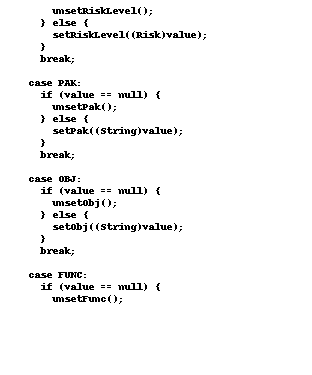 unsetRiskLevel();
} else {
setRiskLevel((Risk)value);
}
break;
case PAK:
if (value == null) {
unsetPak();
} else {
setPak((String)value);
}
break;
case OBJ:
if (value == null) {
unsetObj();
} else {
setObj((String)value);
}
break;
case FUNC:
if (value == null) {
unsetFunc();